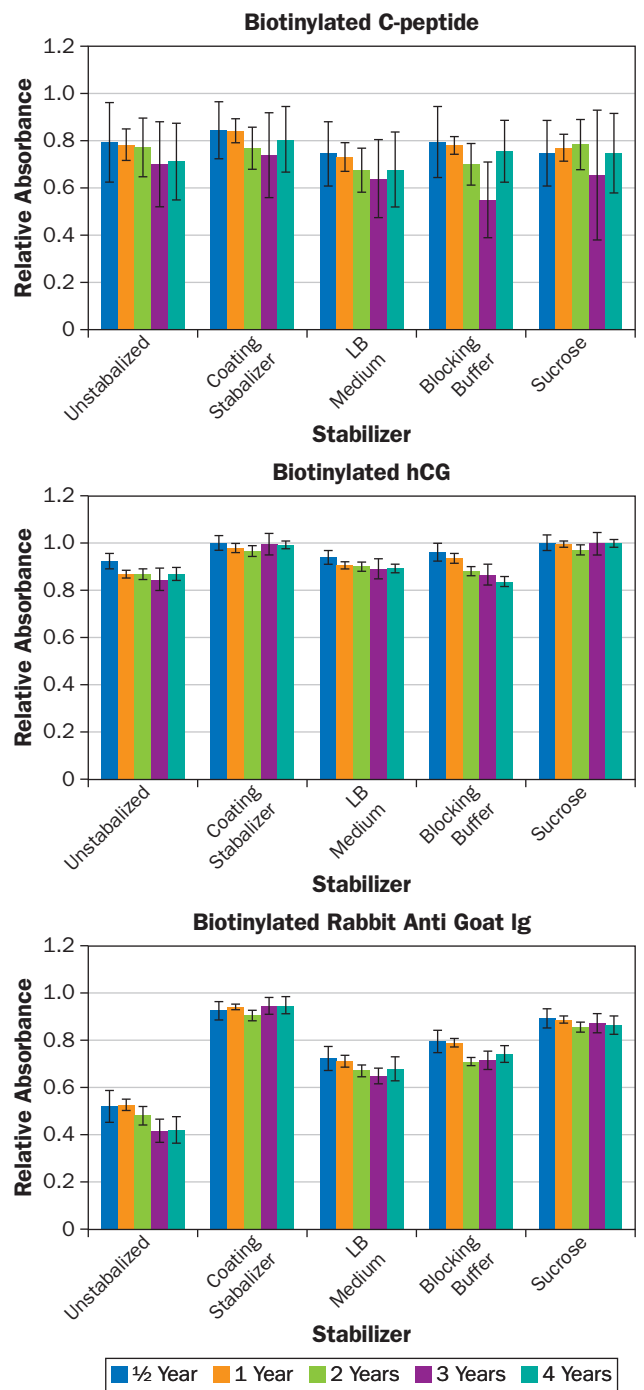 Biotinylated C-peptide
Relative Absorbance
1.2
1.0
0.8
0.6
0.4
0.2
0
Unstabalized
Coating
Stabalizer
LB
Medium
Blocking
Buffer
Sucrose
Stabilizer
Biotinylated hCG
Relative Absorbance
1.2
1.0
0.8
0.6
0.4
0.2
0
Unstabalized
Coating
Stabalizer
LB
Medium
Blocking
Buffer
Sucrose
Stabilizer
Biotinylated Rabbit Anti Goat Ig
Relative Absorbance
1.2
1.0
0.8
0.6
0.4
0.2
0
Unstabalized
Coating
Stabalizer
LB
Medium
Blocking
Buffer
Sucrose
Stabilizer
½ Year 1 Year 2 Years 3 Years 4 Years